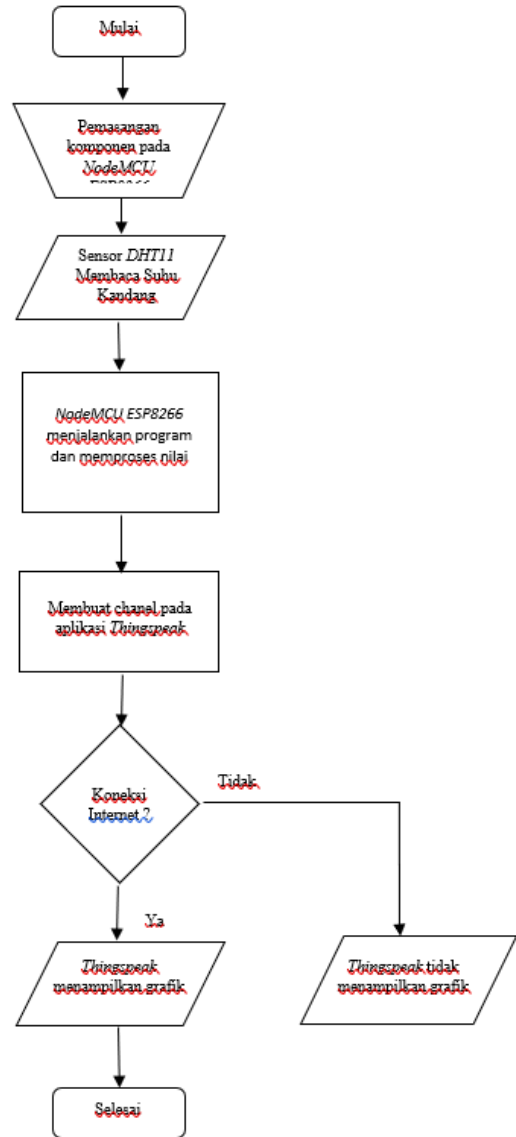 Mulai
Pemasangan
komponen pada
NodeMCU
ESP8266
Sensor DHT11
Membaca Suhu
Kandang
NodeMCU ESP8266
menjalankan program
dan memproses nilai
Membuat chanel pada
aplikasi Thingspeak
Koneksi
Internet ?
Tidak
Ya
Thingspeak
menampilkan grafik
Thingspeak tidak
menampilkan grafik
Selesai